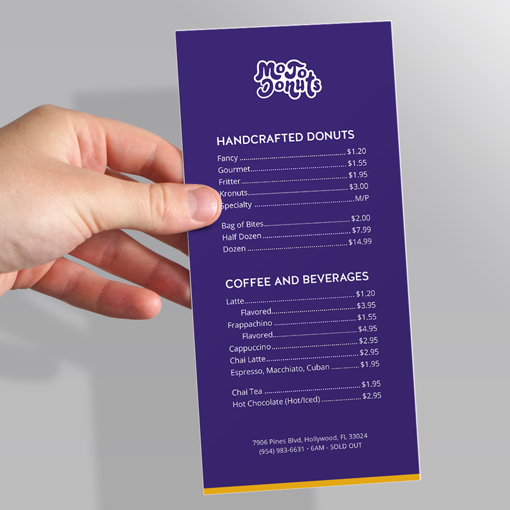 MoJo
Donuts
HANDCRAFTED DONUTS
Fancy ........ $1.20
Gourmet ........ $1.55
Fritter ........ $1.95
Kronuts ........ $3.00
Specialty ........ M/P
Bag of Bites ........ $2.00
Half Dozen ........ $7.99
Dozen ........ $14.99
COFFEE AND BEVERAGES
Latte ........ $1.20
Flavored ........ $3.95
Frappachino ........ $1.55
Flavored ........ $4.95
Cappuccino ........ $2.95
Chai Latte ........ $2.95
Espresso, Macchiato, Cuban ........ $1.95
Chai Tea ........ $1.95
Hot Chocolate (Hot/Iced) ........ $2.95
7906 Pines Blvd, Hollywood, FL 33024
(954) 983-6631 · 6AM - SOLD OUT